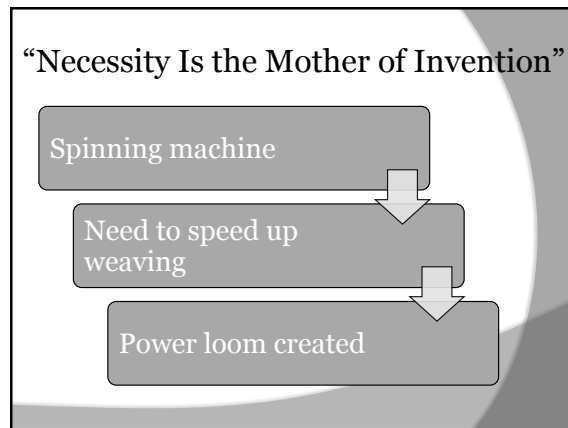 “Necessity Is the Mother of Invention”
Spinning machine
Need to speed up
weaving
Power loom created